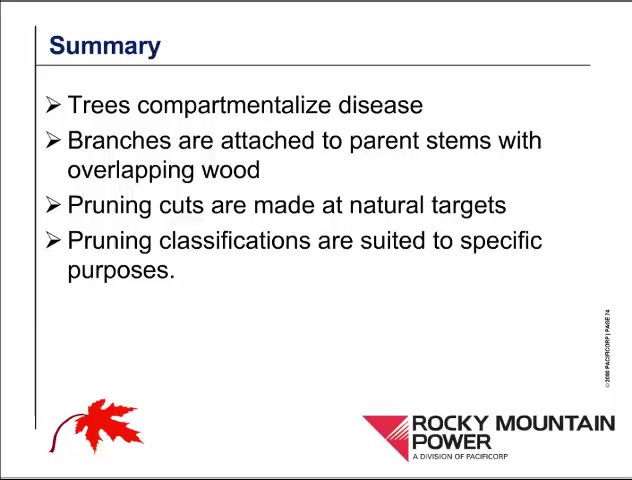 Summary
Trees compartmentalize disease
Branches are attached to parent stems with
overlapping wood
Pruning cuts are made at natural targets
Pruning classifications are suited to specific
purposes.
© 2008 PACIFICORP | PAGE 74
ROCKY MOUNTAIN
POWER
A DIVISION OF PACIFICORP